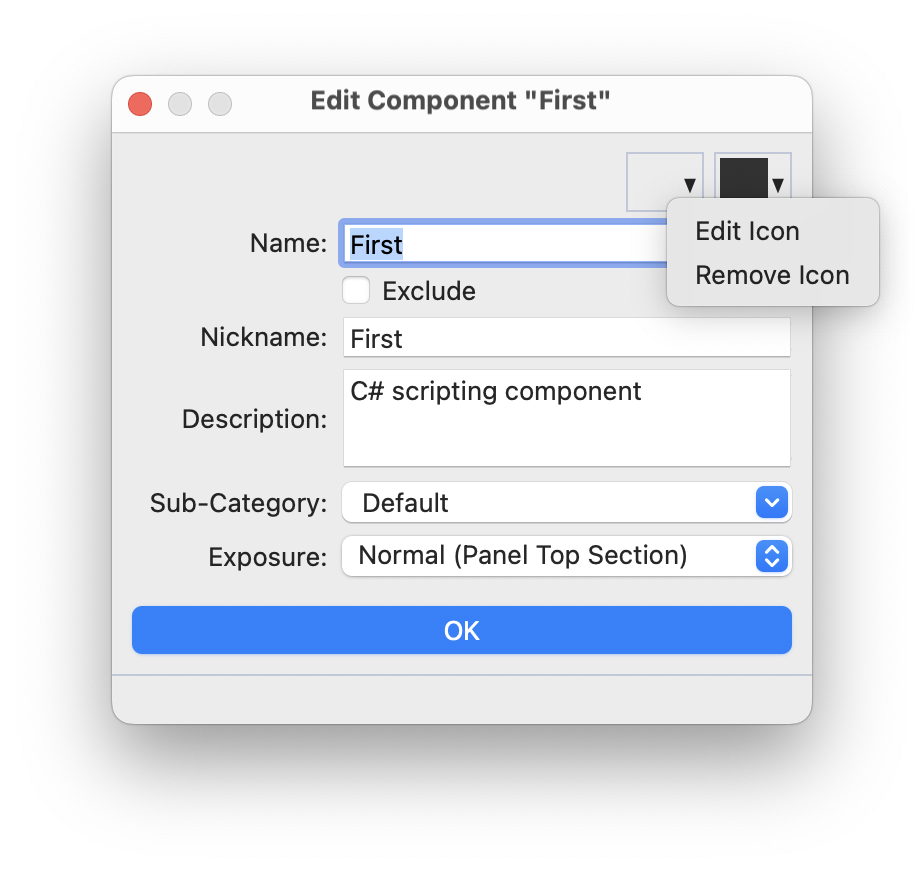 Edit Component "First"
Edit Icon
Remove Icon
Name: First
Exclude
Nickname: First
Description: C# scripting component
Sub-Category: Default
Exposure: Normal (Panel Top Section)
OK